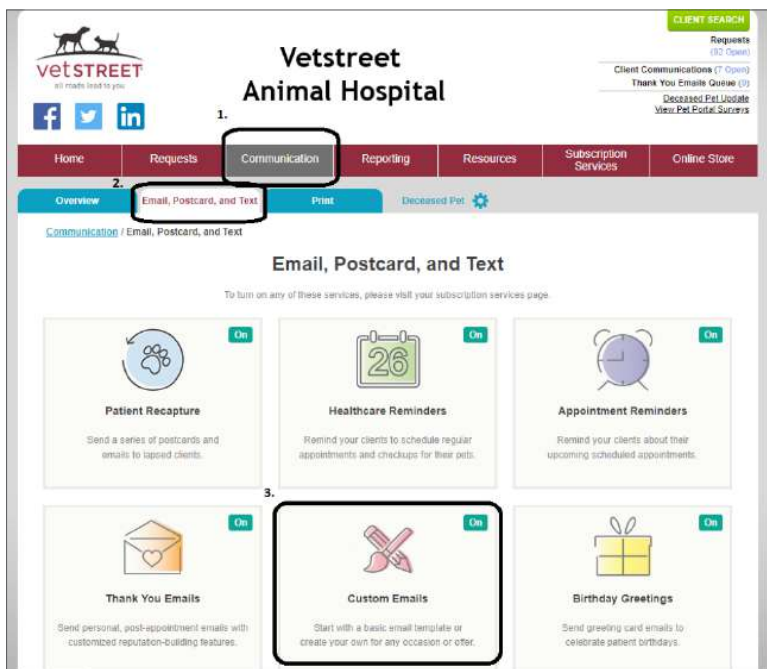 CLIENT SEARCH
Requests
(92 Open)
Client Communications (7 Open)
Thank You Emails Queue (9)
Deceased Pet Update
View Pet Portal Surveys
vetSTREET
all roads lead to you
Vetstreet
Animal Hospital
f
in
1.
Home Requests Communication Reporting Resources Subscription Services Online Store
2.
Overview Email, Postcard, and Text Print Deceased Pet
Communication / Email, Postcard, and Text
Email, Postcard, and Text
To turn on any of these services, please visit your subscription services page
On
Patient Recapture
Send a series of postcards and
emails to lapsed clients.
On
26
Healthcare Reminders
Remind your clients to schedule regular
appointments and checkups for their pets.
On
Appointment Reminders
Remind your clients about their
upcoming scheduled appointments.
On
Thank You Emails
Send personal, post-appointment emails with
customized reputation-building features.
3.
On
Custom Emails
Start with a basic email template or
create your own for any occasion or offer.
On
Birthday Greetings
Send greeting card emails to
celebrate patient birthdays.